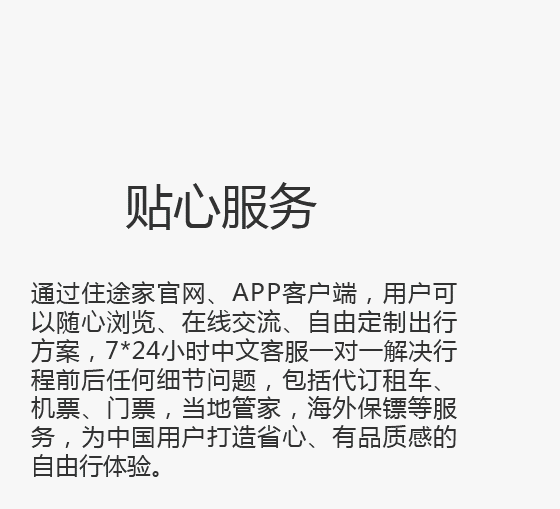 贴心服务
通过住途家官网、APP客户端，用户可
以随心浏览、在线交流、自由定制出行
方案，7*24小时中文客服一对一解决行
程前后任何细节问题，包括代订租车、
机票、门票，当地管家，海外保镖等服
务，为中国用户打造省心、有品质感的
自由行体验。